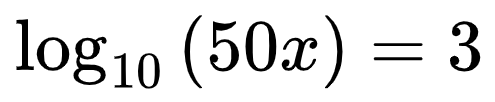 log₁₀ (50x) = 3